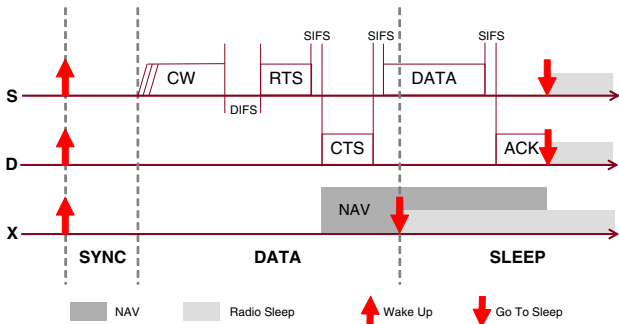 SIFS SIFS SIFS
CW RTS DATA
S
DIFS
CTS ACK
D
NAV
X
SYNC DATA SLEEP
NAV Radio Sleep Wake Up Go To Sleep